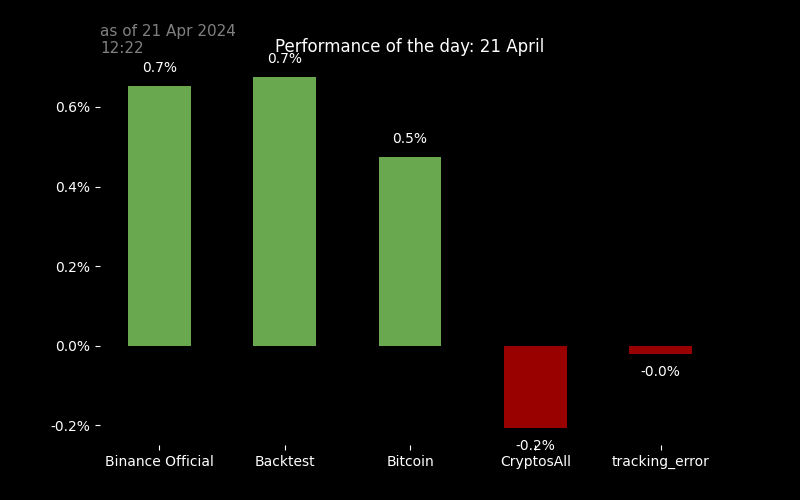 as of 21 Apr 2024
12:22
Performance of the day: 21 April
0.7%
0.7%
0.5%
-0.2%
-0.0%
0.6%
0.4%
0.2%
0.0%
-0.2%
Binance Official
Backtest
Bitcoin
CryptosAll
tracking_error